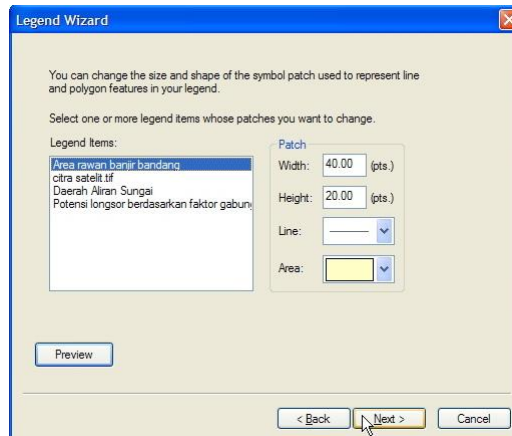 Legend Wizard
You can change the size and shape of the symbol patch used to represent line
and polygon features in your legend.
Select one or more legend items whose patches you want to change.
Legend Items:
Area rawan banjir bandang
citra satelit.tif
Daerah Aliran Sungai
Potensi longsor berdasarkan faktor gabung
Patch
Width: 40.00 (pts.)
Height: 20.00 (pts.)
Line:
Area:
Preview
< Back Next > Cancel